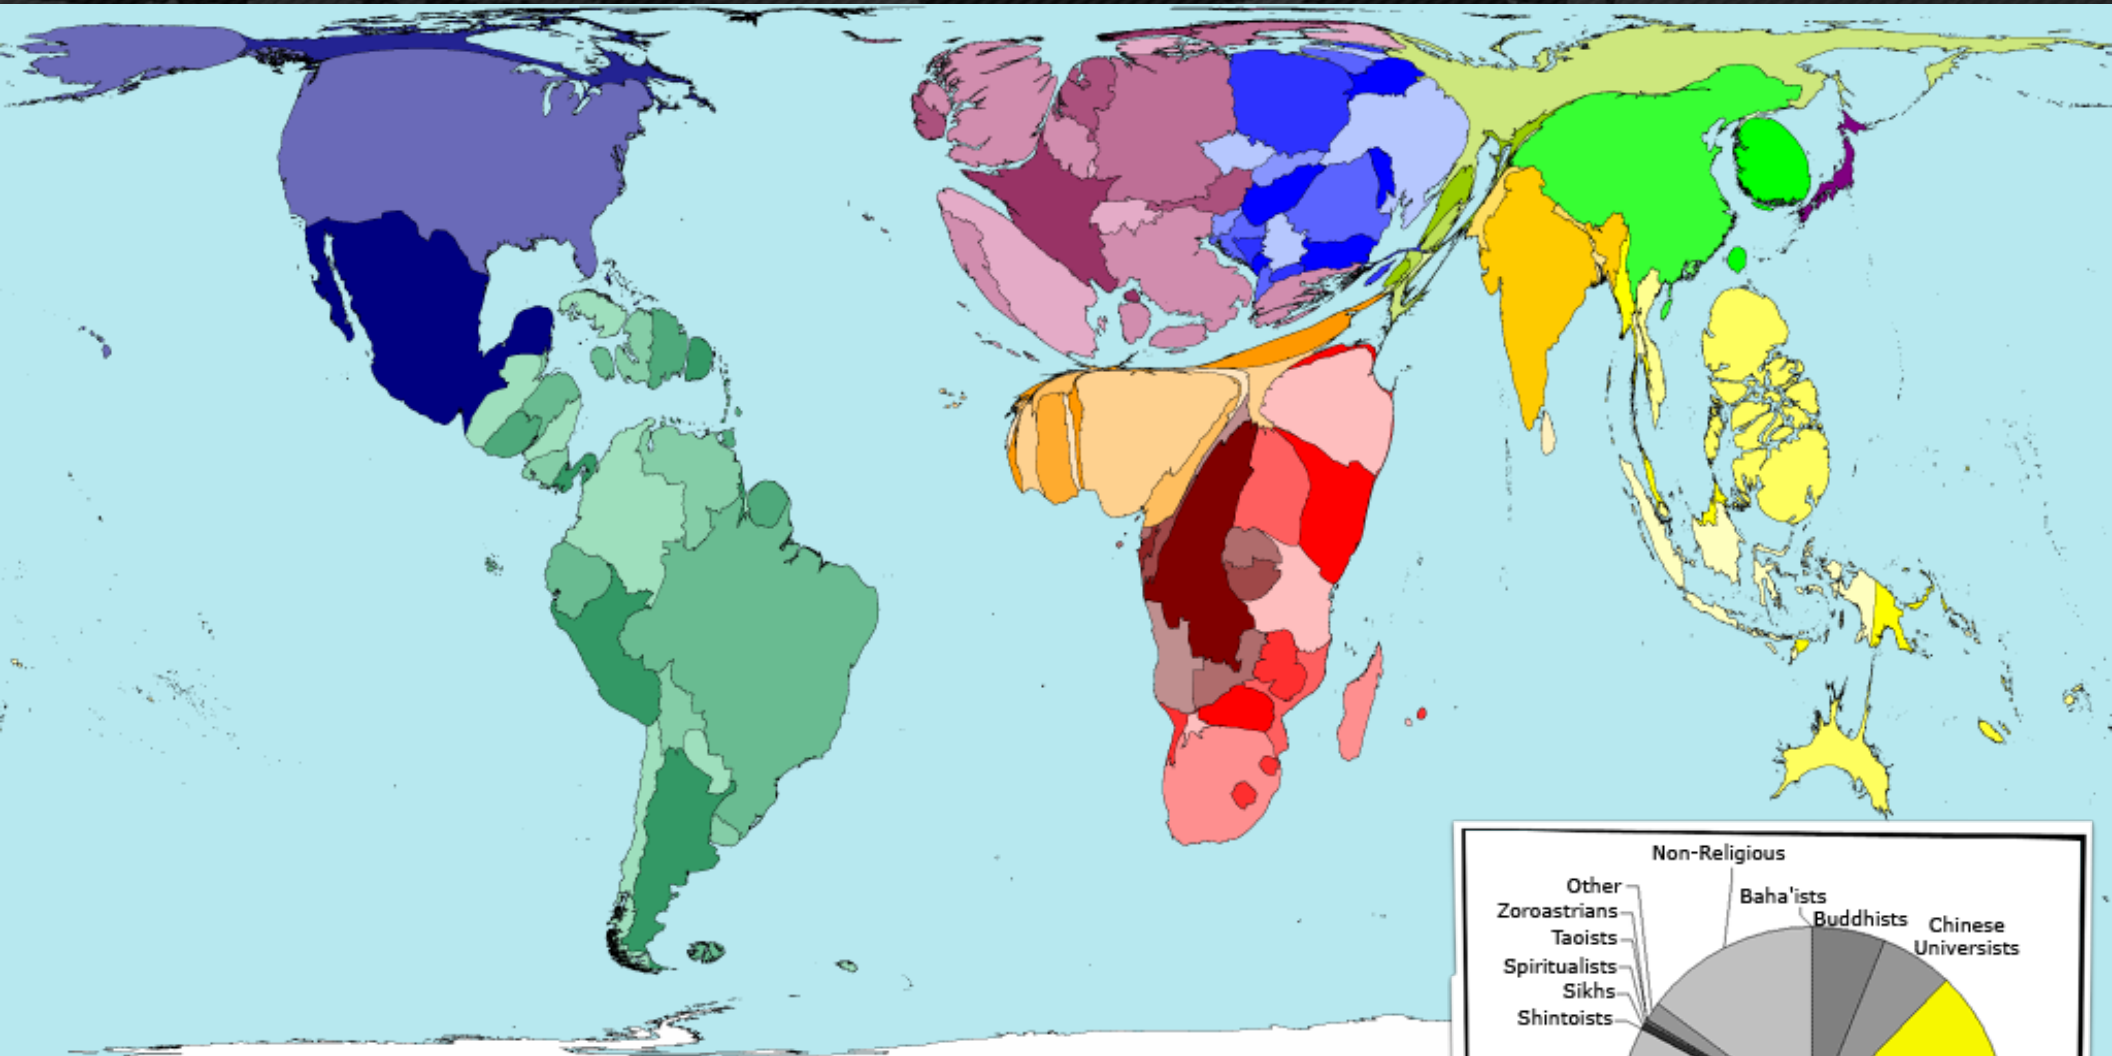 Non-Religious
Other
Baha'ists
Zoroastrians
Buddhists
Chinese
Universists
Taoists
Spiritualists
Sikhs
Shintoists